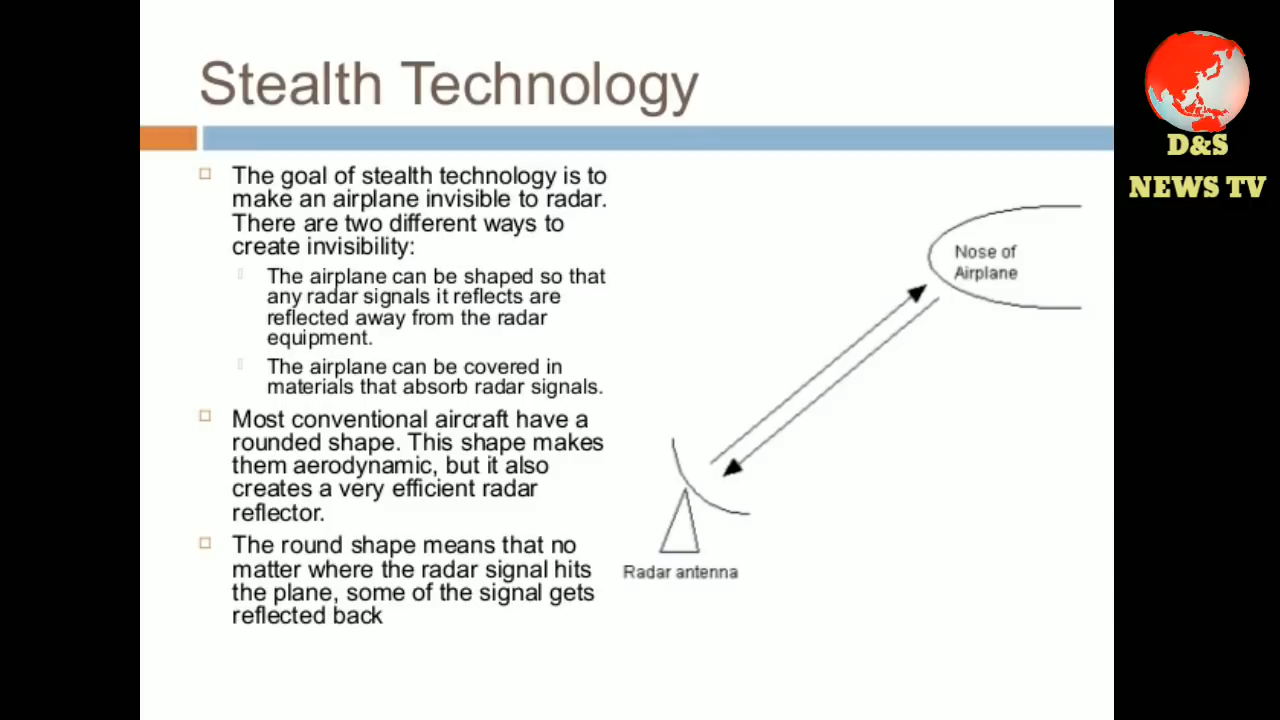 Stealth Technology
The goal of stealth technology is to
make an airplane invisible to radar.
There are two different ways to
create invisibility:
The airplane can be shaped so that
any radar signals it reflects are
reflected away from the radar
equipment.
The airplane can be covered in
materials that absorb radar signals.
Most conventional aircraft have a
rounded shape. This shape makes
them aerodynamic, but it also
creates a very efficient radar
reflector.
The round shape means that no
matter where the radar signal hits
the plane, some of the signal gets
reflected back
Nose of
Airplane
Radar antenna
D&S
NEWS TV